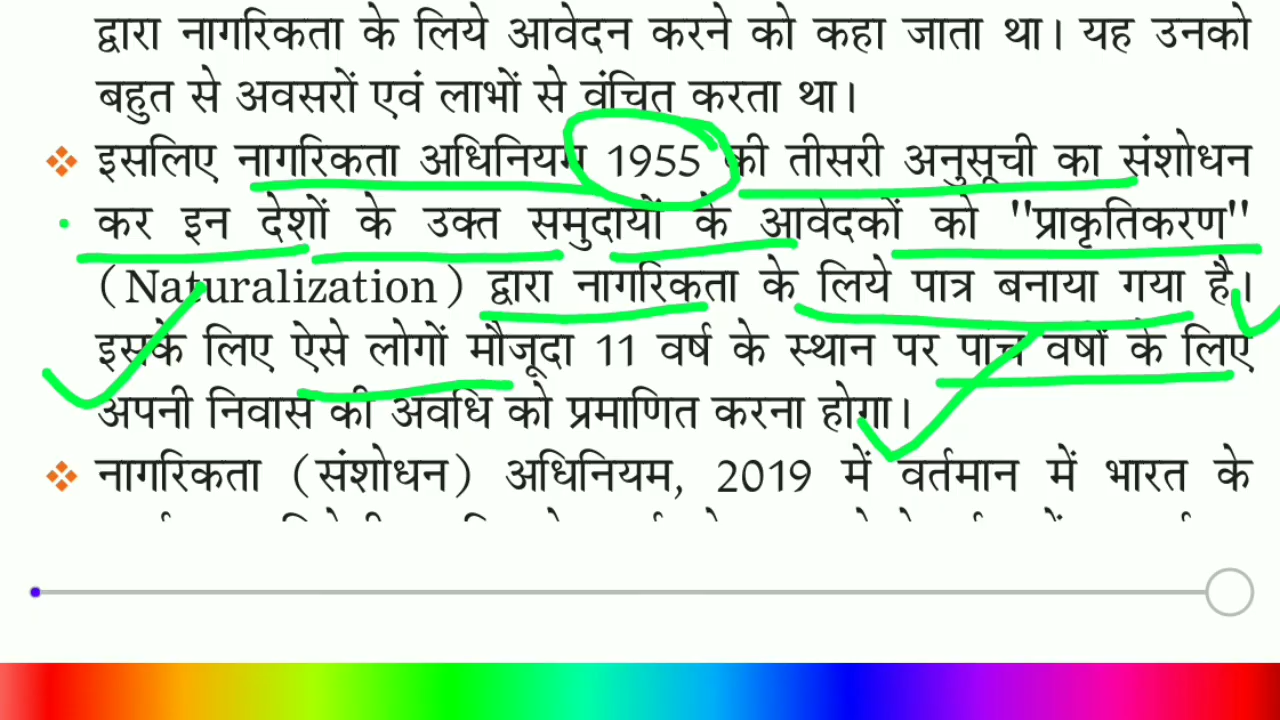 द्वारा नागरिकता के लिये आवेदन करने को कहा जाता था। यह उनको
बहुत से अवसरों एवं लाभों से वंचित करता था।
❖ इसलिए नागरिकता अधिनियम 1955 की तीसरी अनुसूची का संशोधन
कर इन देशों के उक्त समुदायों के आवेदकों को "प्राकृतिकरण"
(Naturalization) द्वारा नागरिकता के लिये पात्र बनाया गया है।
इसके लिए ऐसे लोगों मौजूदा 11 वर्ष के स्थान पर पांच वर्षों के लिए
अपनी निवास की अवधि को प्रमाणित करना होगा।
❖ नागरिकता (संशोधन) अधिनियम, 2019 में वर्तमान में भारत के